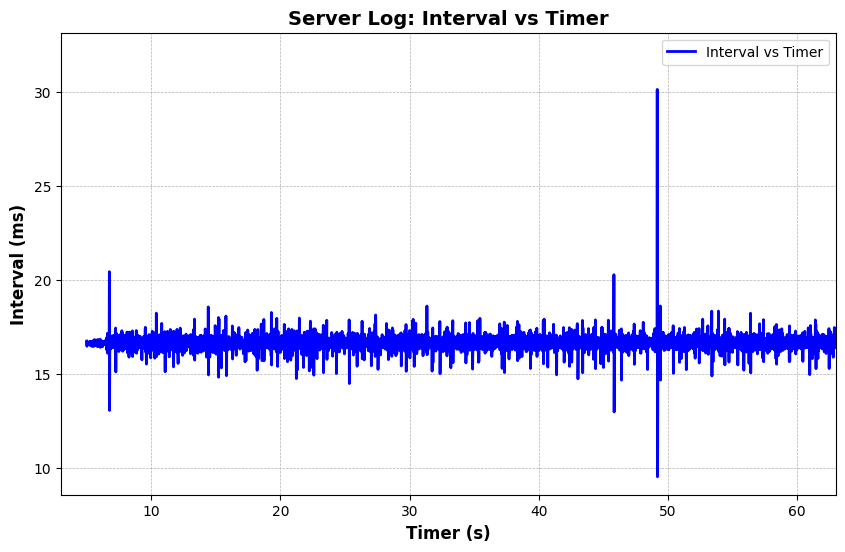 Server Log: Interval vs Timer
Interval vs Timer
30
25
20
15
10
Interval (ms)
10 20 30 40 50 60
Timer (s)